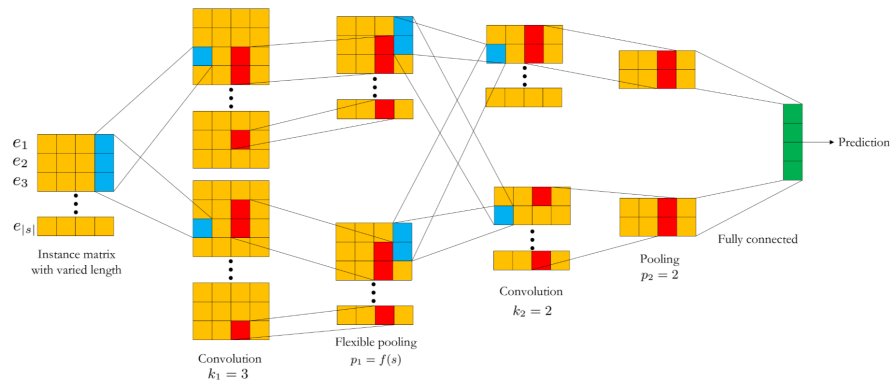 e₁
e₂
e₃
e|s|
Instance matrix
with varied length
Convolution
k₁ = 3
Flexible pooling
p₁ = f(s)
Convolution
k₂ = 2
Pooling
p₂ = 2
Fully connected
Prediction